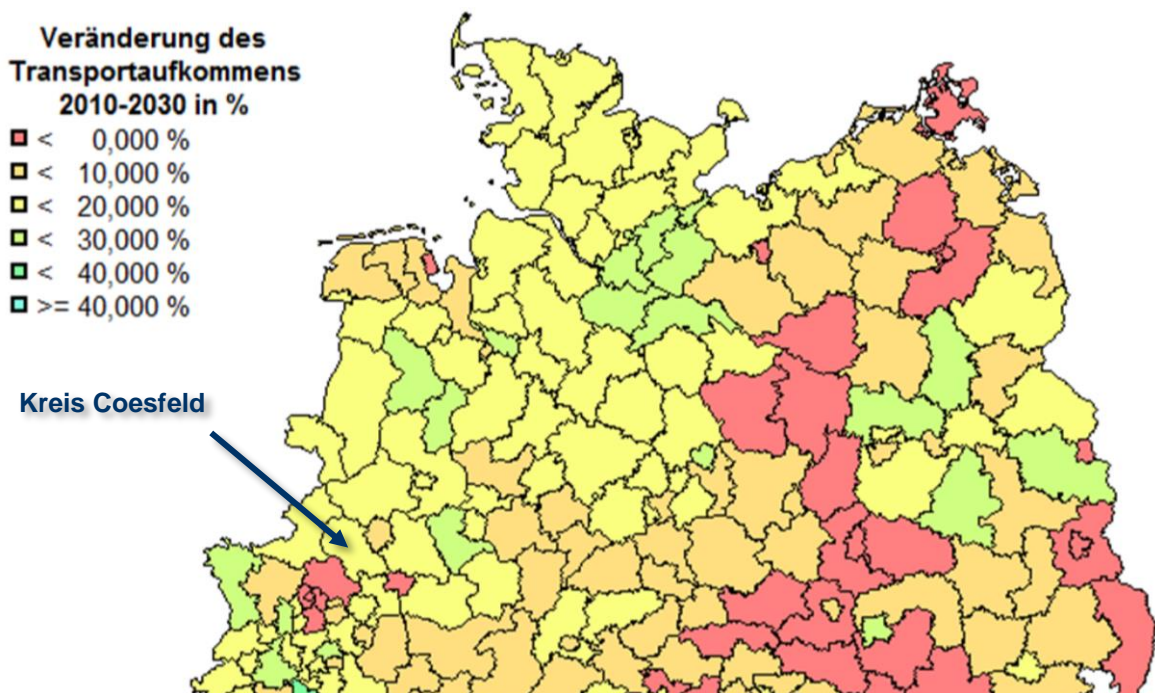 Veränderung des
Transportaufkommens
2010-2030 in %
< 0,000 %
< 10,000 %
< 20,000 %
< 30,000 %
< 40,000 %
>= 40,000 %
Kreis Coesfeld